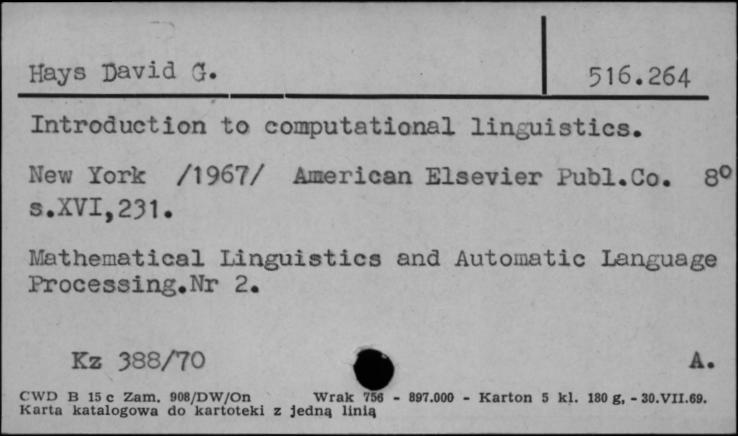 Hays David G. 516.264
Introduction to computational linguistics.
New York /1967/ American Elsevier Publ.Co. 8º
s.XVI,231.
Mathematical Linguistics and Automatic Language
Processing.Nr 2.
Kz 388/70 A.
CWD B 15 c Zam. 908/DW/On Wrak 756 - 897.000 - Karton 5 kl. 180 g, - 30.VII.69.
Karta katalogowa do kartoteki z jedną linią